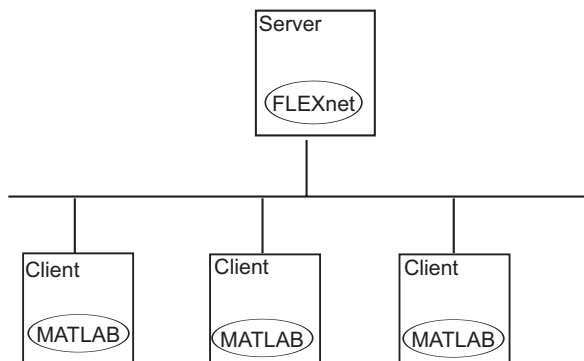 Server
FLEXnet
Client
MATLAB
Client
MATLAB
Client
MATLAB